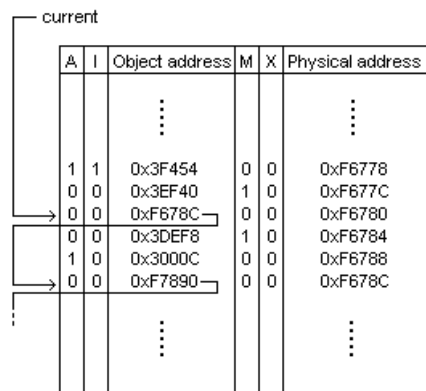 current
A I Object address M X Physical address
1 1 0x3F454 0 0 0xF6778
0 0 0x3EF40 1 0 0xF677C
0 0 0xF678C 0 0 0xF6780
0 0 0x3DEF8 1 0 0xF6784
1 0 0x3000C 0 0 0xF6788
0 0 0xF7890 0 0 0xF678C